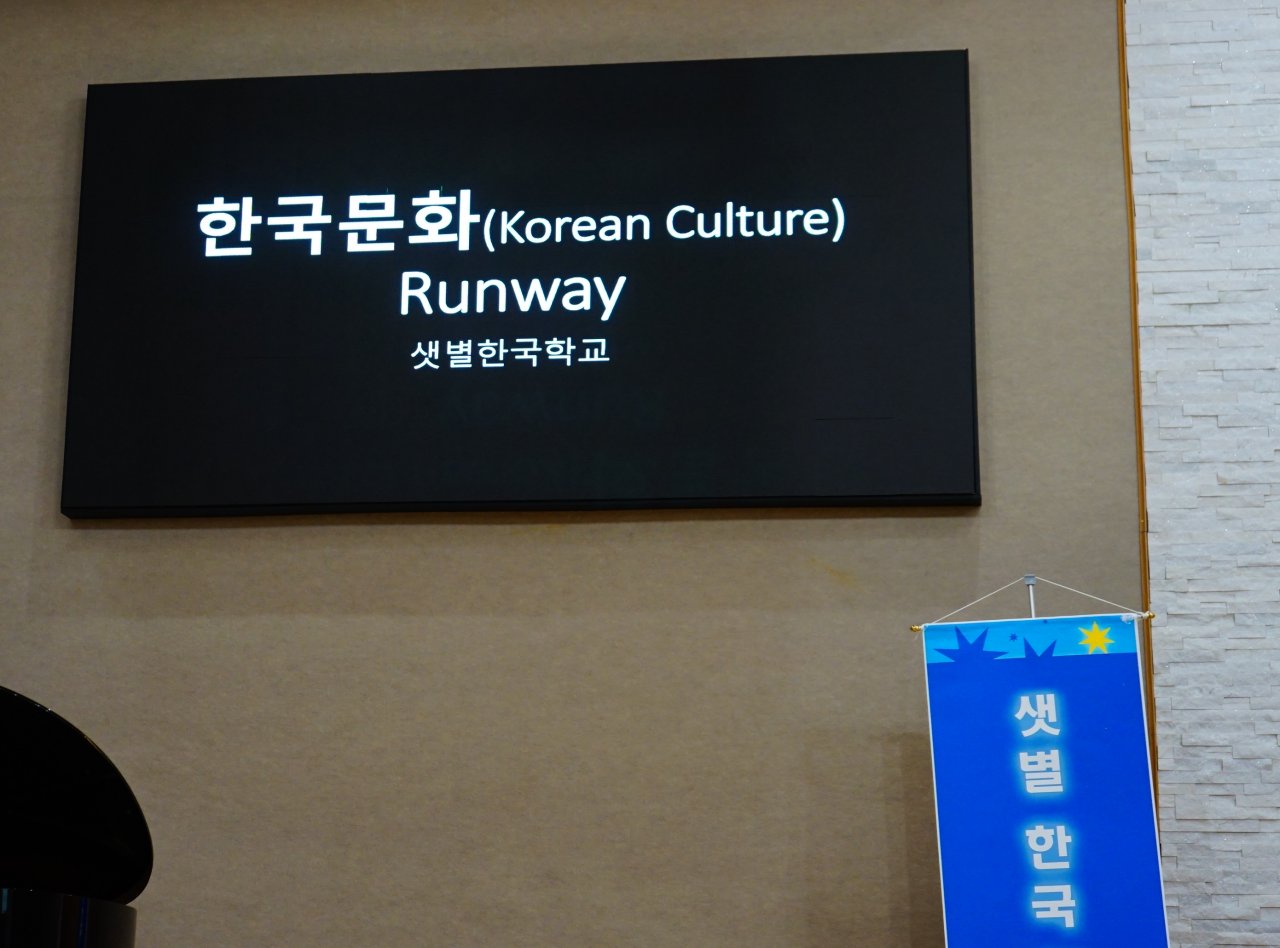 한국문화(Korean Culture)
Runway
샛별한국학교
샛별 한국